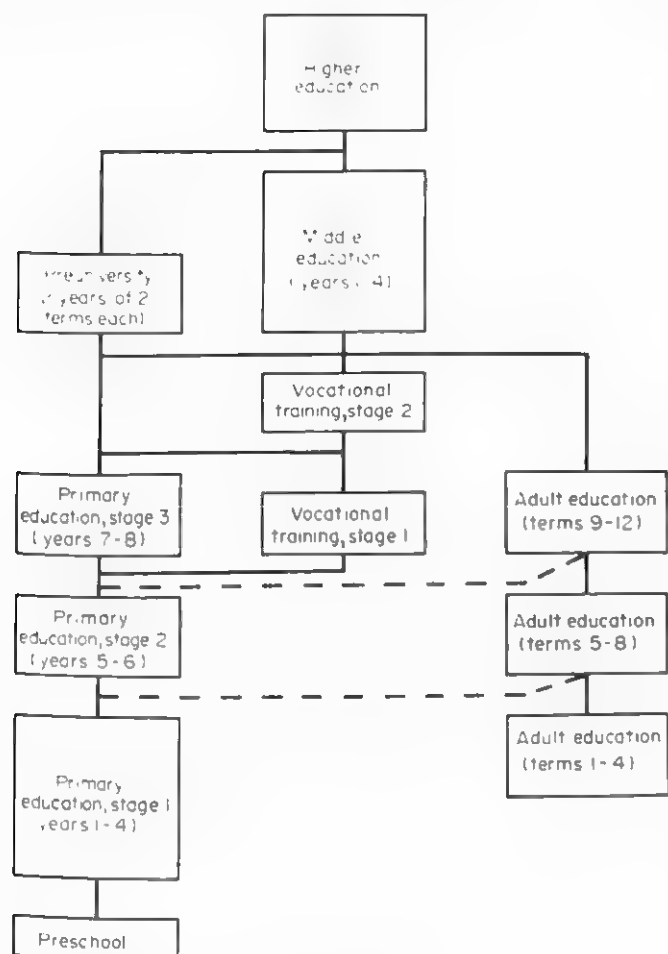 Higher
education
Middle
education
(years 1-4)
Preuniversity
years of 2
terms each)
Vocational
training, stage 2
Primary
education, stage 3
(years 7-8)
Vocational
training, stage 1
Adult education
(terms 9-12)
Primary
education, stage 2
(years 5-6)
Adult education
(terms 5-8)
Adult education
(terms 1-4)
Primary
education, stage 1
years 1-4)
Preschool